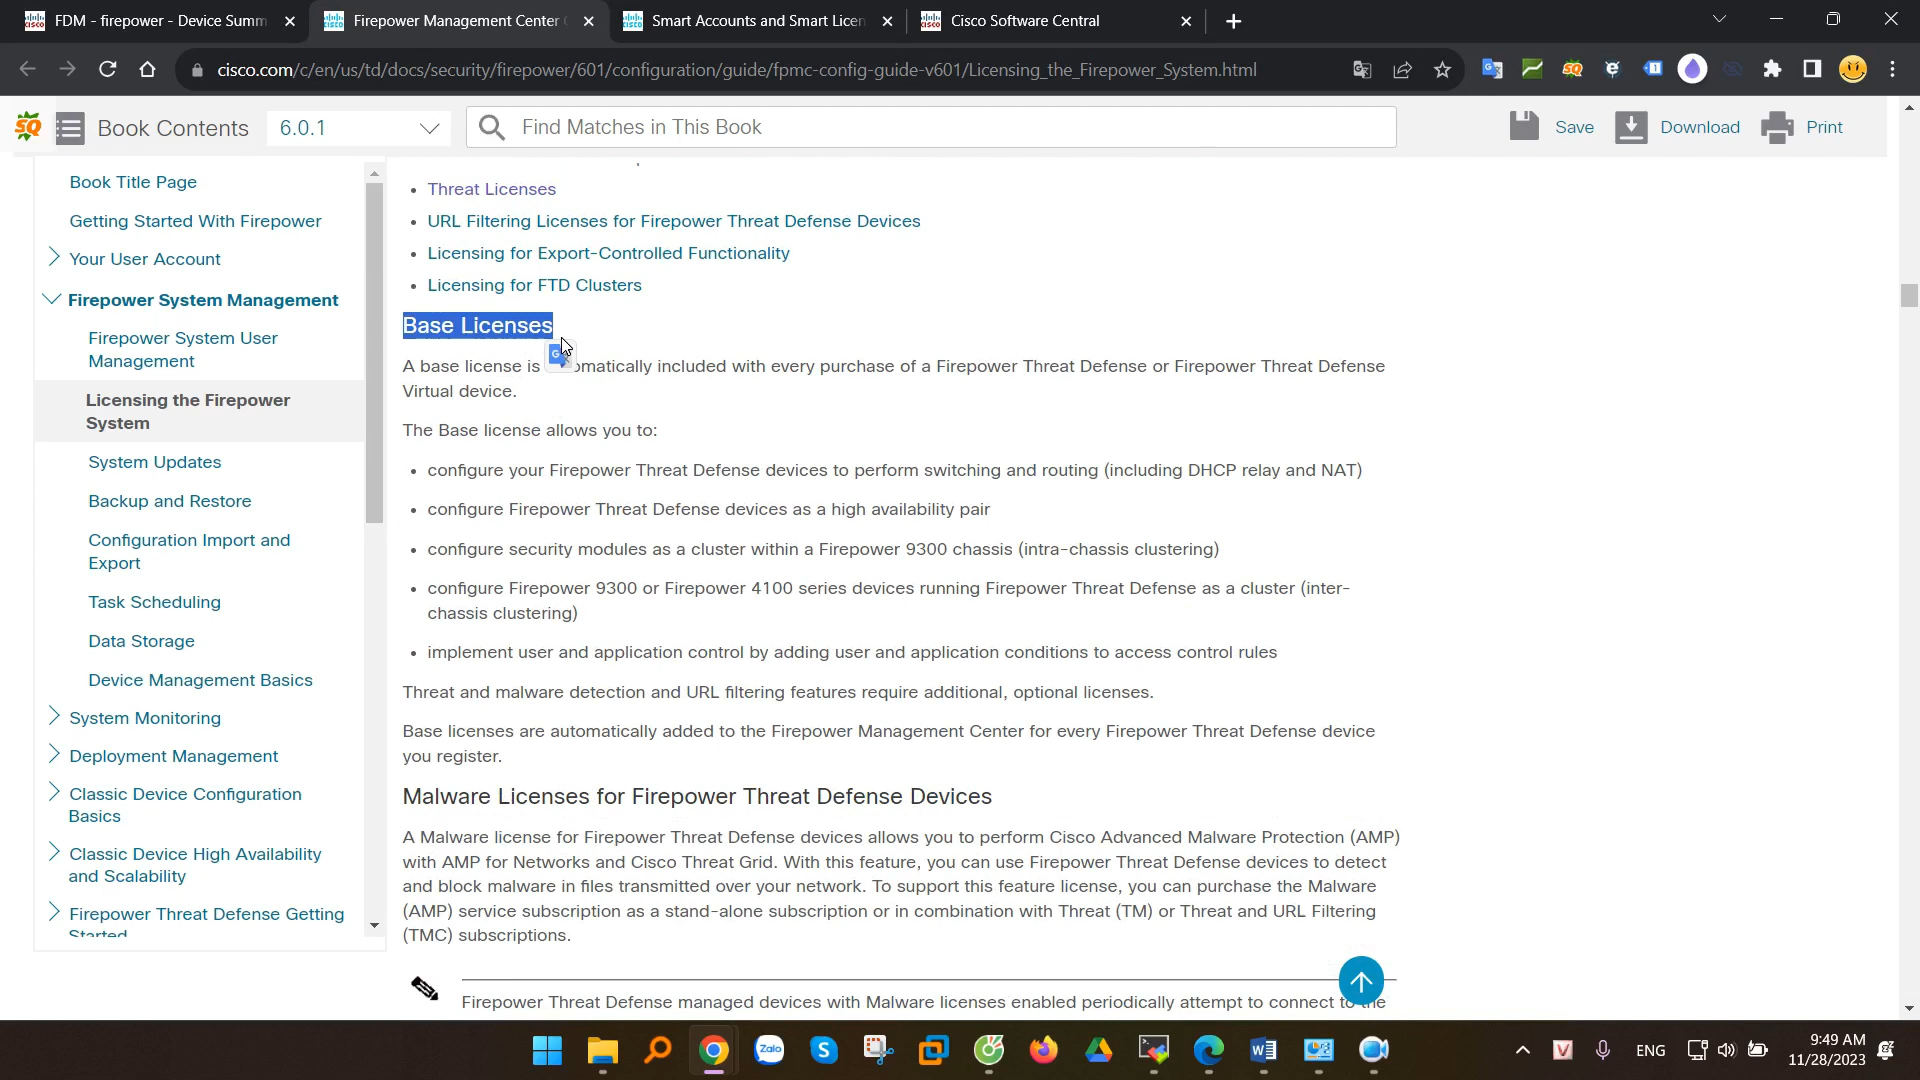 FDM - firepower - Device Summ
Firepower Management Center
Smart Accounts and Smart Licen
Cisco Software Central
cisco.com/c/en/us/td/docs/security/firepower/601/configuration/guide/fpmc-config-guide-v601/Licensing_the_Firepower_System.html
Book Contents
6.0.1
Find Matches in This Book
Save
Download
Print
Book Title Page
Getting Started With Firepower
Your User Account
Firepower System Management
Firepower System User
Management
Licensing the Firepower
System
System Updates
Backup and Restore
Configuration Import and
Export
Task Scheduling
Data Storage
Device Management Basics
System Monitoring
Deployment Management
Classic Device Configuration
Basics
Classic Device High Availability
and Scalability
Firepower Threat Defense Getting
Started
• Threat Licenses
• URL Filtering Licenses for Firepower Threat Defense Devices
• Licensing for Export-Controlled Functionality
• Licensing for FTD Clusters
Base Licenses
A base license is omatically included with every purchase of a Firepower Threat Defense or Firepower Threat Defense
Virtual device.
The Base license allows you to:
• configure your Firepower Threat Defense devices to perform switching and routing (including DHCP relay and NAT)
• configure Firepower Threat Defense devices as a high availability pair
• configure security modules as a cluster within a Firepower 9300 chassis (intra-chassis clustering)
• configure Firepower 9300 or Firepower 4100 series devices running Firepower Threat Defense as a cluster (inter-
chassis clustering)
• implement user and application control by adding user and application conditions to access control rules
Threat and malware detection and URL filtering features require additional, optional licenses.
Base licenses are automatically added to the Firepower Management Center for every Firepower Threat Defense device
you register.
Malware Licenses for Firepower Threat Defense Devices
A Malware license for Firepower Threat Defense devices allows you to perform Cisco Advanced Malware Protection (AMP)
with AMP for Networks and Cisco Threat Grid. With this feature, you can use Firepower Threat Defense devices to detect
and block malware in files transmitted over your network. To support this feature license, you can purchase the Malware
(AMP) service subscription as a stand-alone subscription or in combination with Threat (TM) or Threat and URL Filtering
(TMC) subscriptions.
Firepower Threat Defense managed devices with Malware licenses enabled periodically attempt to connect to the
Zalo
ENG
9:49 AM
11/28/2023